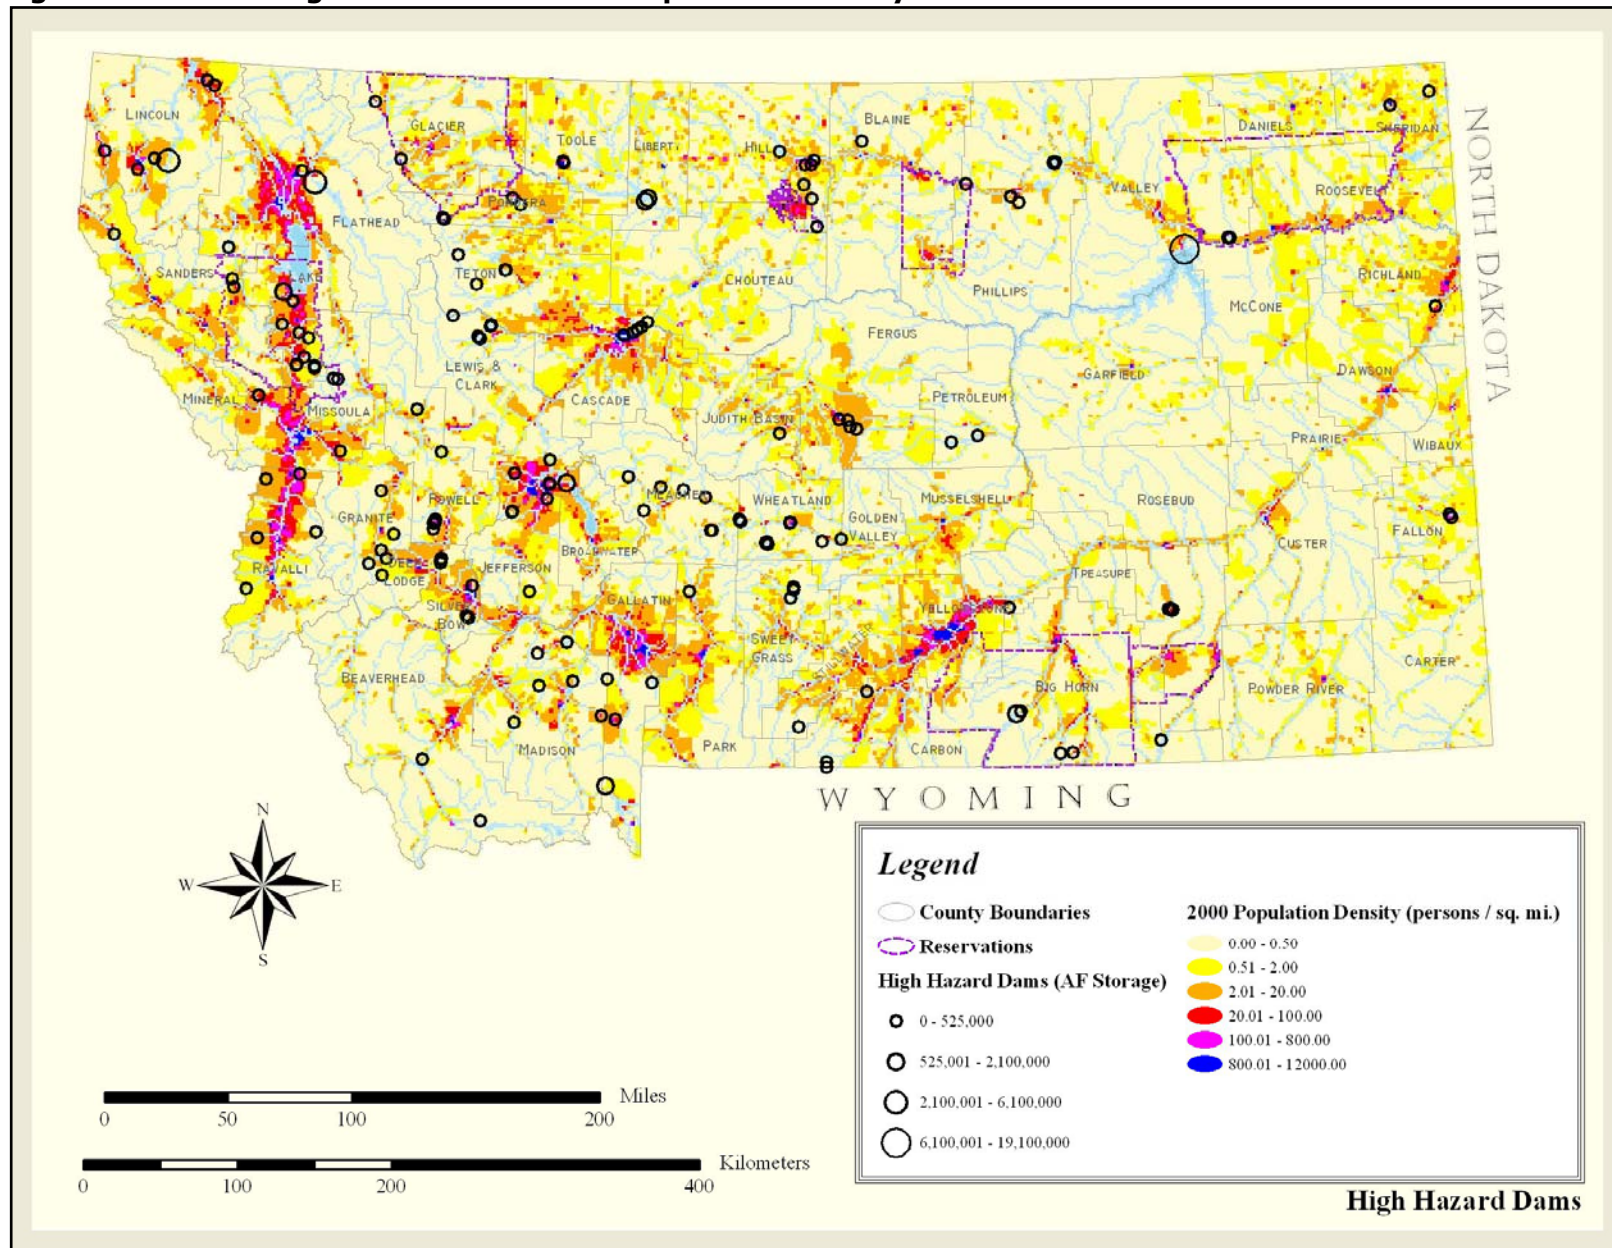 LINCOLN
GLACIER
TOOLE
LIBERTY
HILL
BLAINE
DANIELS
SHERIDAN
VALLEY
ROOSEVELT
PONDERA
FLATHEAD
NORTH DAKOTA
SANDERS
LAKE
TETON
CHOUTEAU
PHILLIPS
RICHLAND
McCONE
FERGUS
LEWIS &
CLARK
GARFIELD
DAWSON
MINERAL
MISSOULA
CASCADE
JUDITH BASIN
PETROLEUM
PRAIRIE
WIBAUX
POWELL
MEAGHER
WHEATLAND
MUSSELSHELL
ROSEBUD
GRANITE
GOLDEN
VALLEY
FALLON
BROADWATER
CUSTER
RAVALLI
DEER
LODGE
JEFFERSON
TREASURE
SILVER
BOW
GALLATIN
YELLOWSTONE
SWEET
GRASS
STILLWATER
CARTER
BEAVERHEAD
BIG HORN
POWDER RIVER
MADISON
PARK
CARBON
WYOMING
N
W
E
S
Legend
County Boundaries
Reservations
High Hazard Dams (AF Storage)
0 - 525,000
525,001 - 2,100,000
2,100,001 - 6,100,000
6,100,001 - 19,100,000
2000 Population Density (persons / sq. mi.)
0.00 - 0.50
0.51 - 2.00
2.01 - 20.00
20.01 - 100.00
100.01 - 800.00
800.01 - 12000.00
Miles
0 50 100 200
Kilometers
0 100 200 400
High Hazard Dams